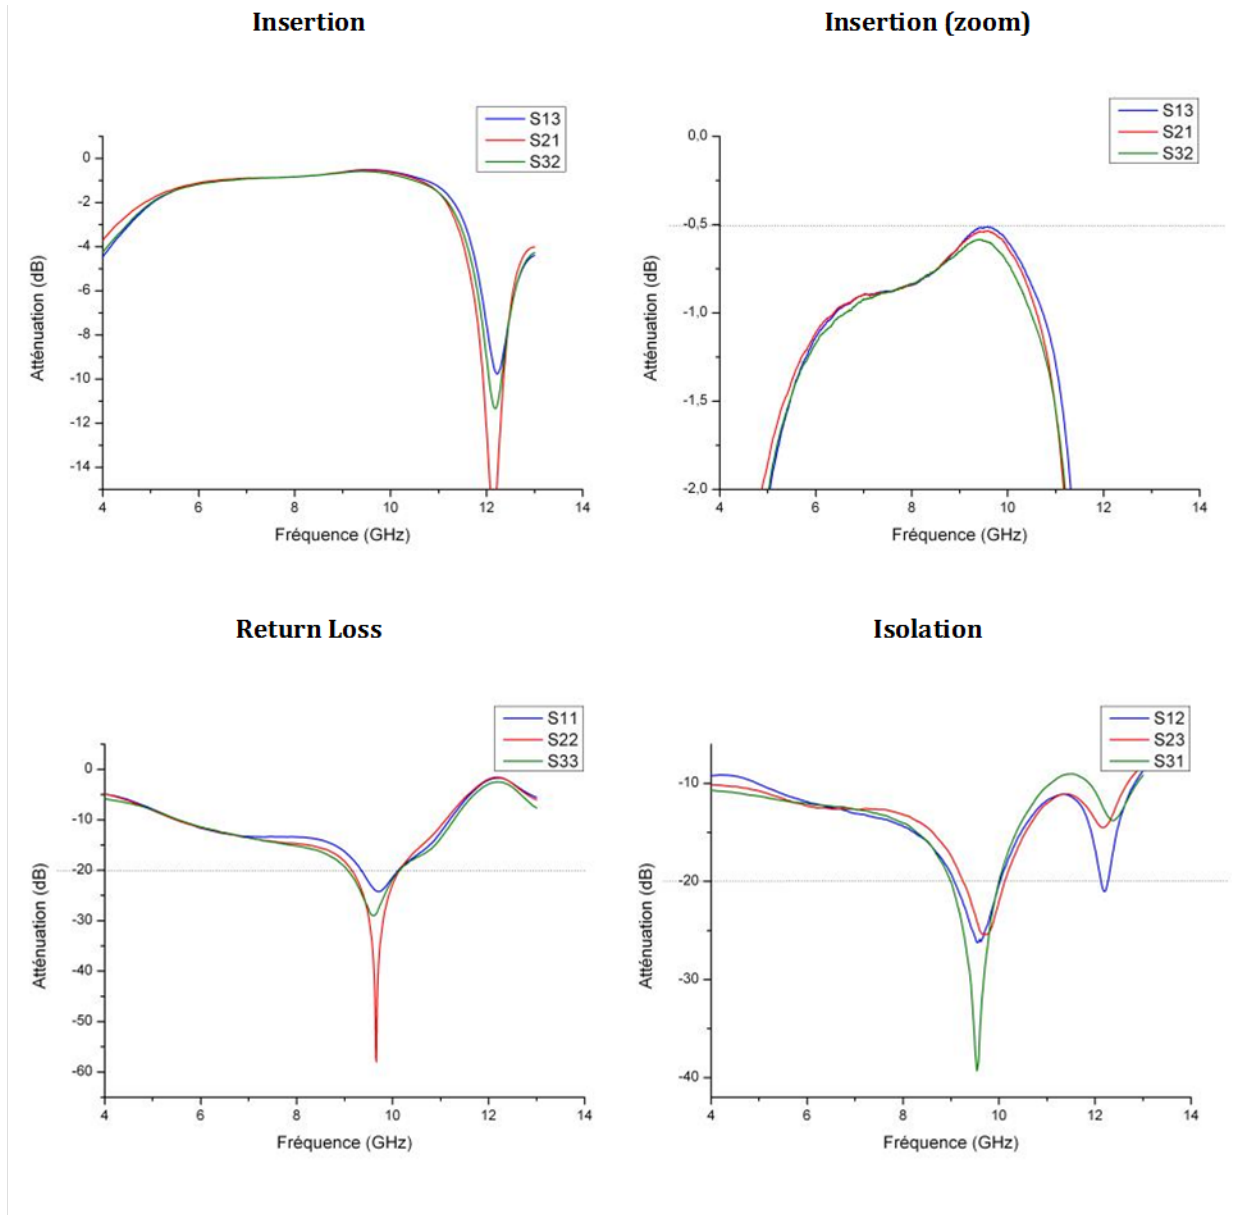 Insertion
S13
S21
S32
0
-2
-4
-6
-8
-10
-12
-14
4
6
8
10
12
14
Atténuation (dB)
Fréquence (GHz)
Insertion (zoom)
S13
S21
S32
0,0
-0,5
-1,0
-1,5
-2,0
4
6
8
10
12
14
Atténuation (dB)
Fréquence (GHz)
Return Loss
S11
S22
S33
0
-10
-20
-30
-40
-50
-60
4
6
8
10
12
14
Atténuation (dB)
Fréquence (GHz)
Isolation
S12
S23
S31
-10
-20
-30
-40
4
6
8
10
12
14
Atténuation (dB)
Fréquence (GHz)